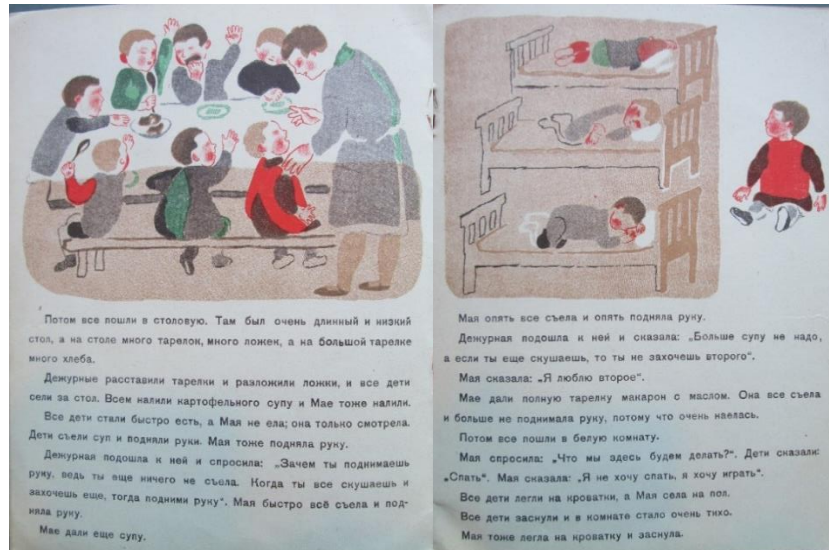 Потом все пошли в столовую. Там был очень длинный и низкий
стол, а на столе много тарелок, много ложек, а на большой тарелке
много хлеба.
Дежурные расставили тарелки и разложили ложки, и все дети
сели за стол. Всем налили картофельного супу и Мае тоже налили.
Все дети стали быстро есть, а Мая не ела; она только смотрела.
Дети съели суп и подняли руки. Мая тоже подняла руку.
Дежурная подошла к ней и спросила: „Зачем ты поднимаешь
руку, ведь ты еще ничего не съела. Когда ты все скушаешь и
захочешь еще, тогда подними руку“. Мая быстро всё съела и под-
няла руку.
Мае дали еще супу.
Мая опять все съела и опять подняла руку.
Дежурная подошла к ней и сказала: „Больше супу не надо,
а если ты еще скушаешь, то ты не захочешь второго“.
Мая сказала: „Я люблю второе“.
Мае дали полную тарелку макарон с маслом. Она все съела
и больше не поднимала руку, потому что очень наелась.
Потом все пошли в белую комнату.
Мая спросила: „Что мы здесь будем делать?“. Дети сказали:
„Спать“. Мая сказала: „Я не хочу спать, я хочу играть“.
Все дети легли на кроватки, а Мая села на пол.
Все дети заснули и в комнате стало очень тихо.
Мая тоже легла на кроватку и заснула.